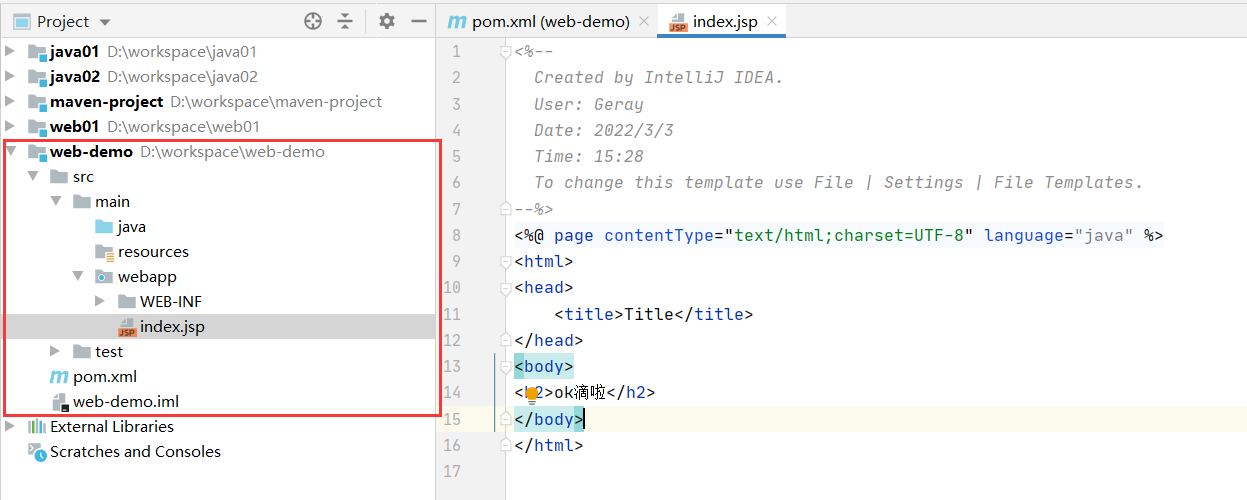 Project
java01 D:\workspace\java01
java02 D:\workspace\java02
maven-project D:\workspace\maven-project
web01 D:\workspace\web01
web-demo D:\workspace\web-demo
src
main
java
resources
webapp
WEB-INF
JSP index.jsp
test
m pom.xml
web-demo.iml
External Libraries
Scratches and Consoles
m pom.xml (web-demo) JSP index.jsp
1 <%--
2 Created by IntelliJ IDEA.
3 User: Geray
4 Date: 2022/3/3
5 Time: 15:28
6 To change this template use File | Settings | File Templates.
7 --%>
8 <%@ page contentType="text/html;charset=UTF-8" language="java" %>
9 <html>
10 <head>
11 <title>Title</title>
12 </head>
13 <body>
14 <h2>ok滴啦</h2>
15 </body>
16 </html>
17